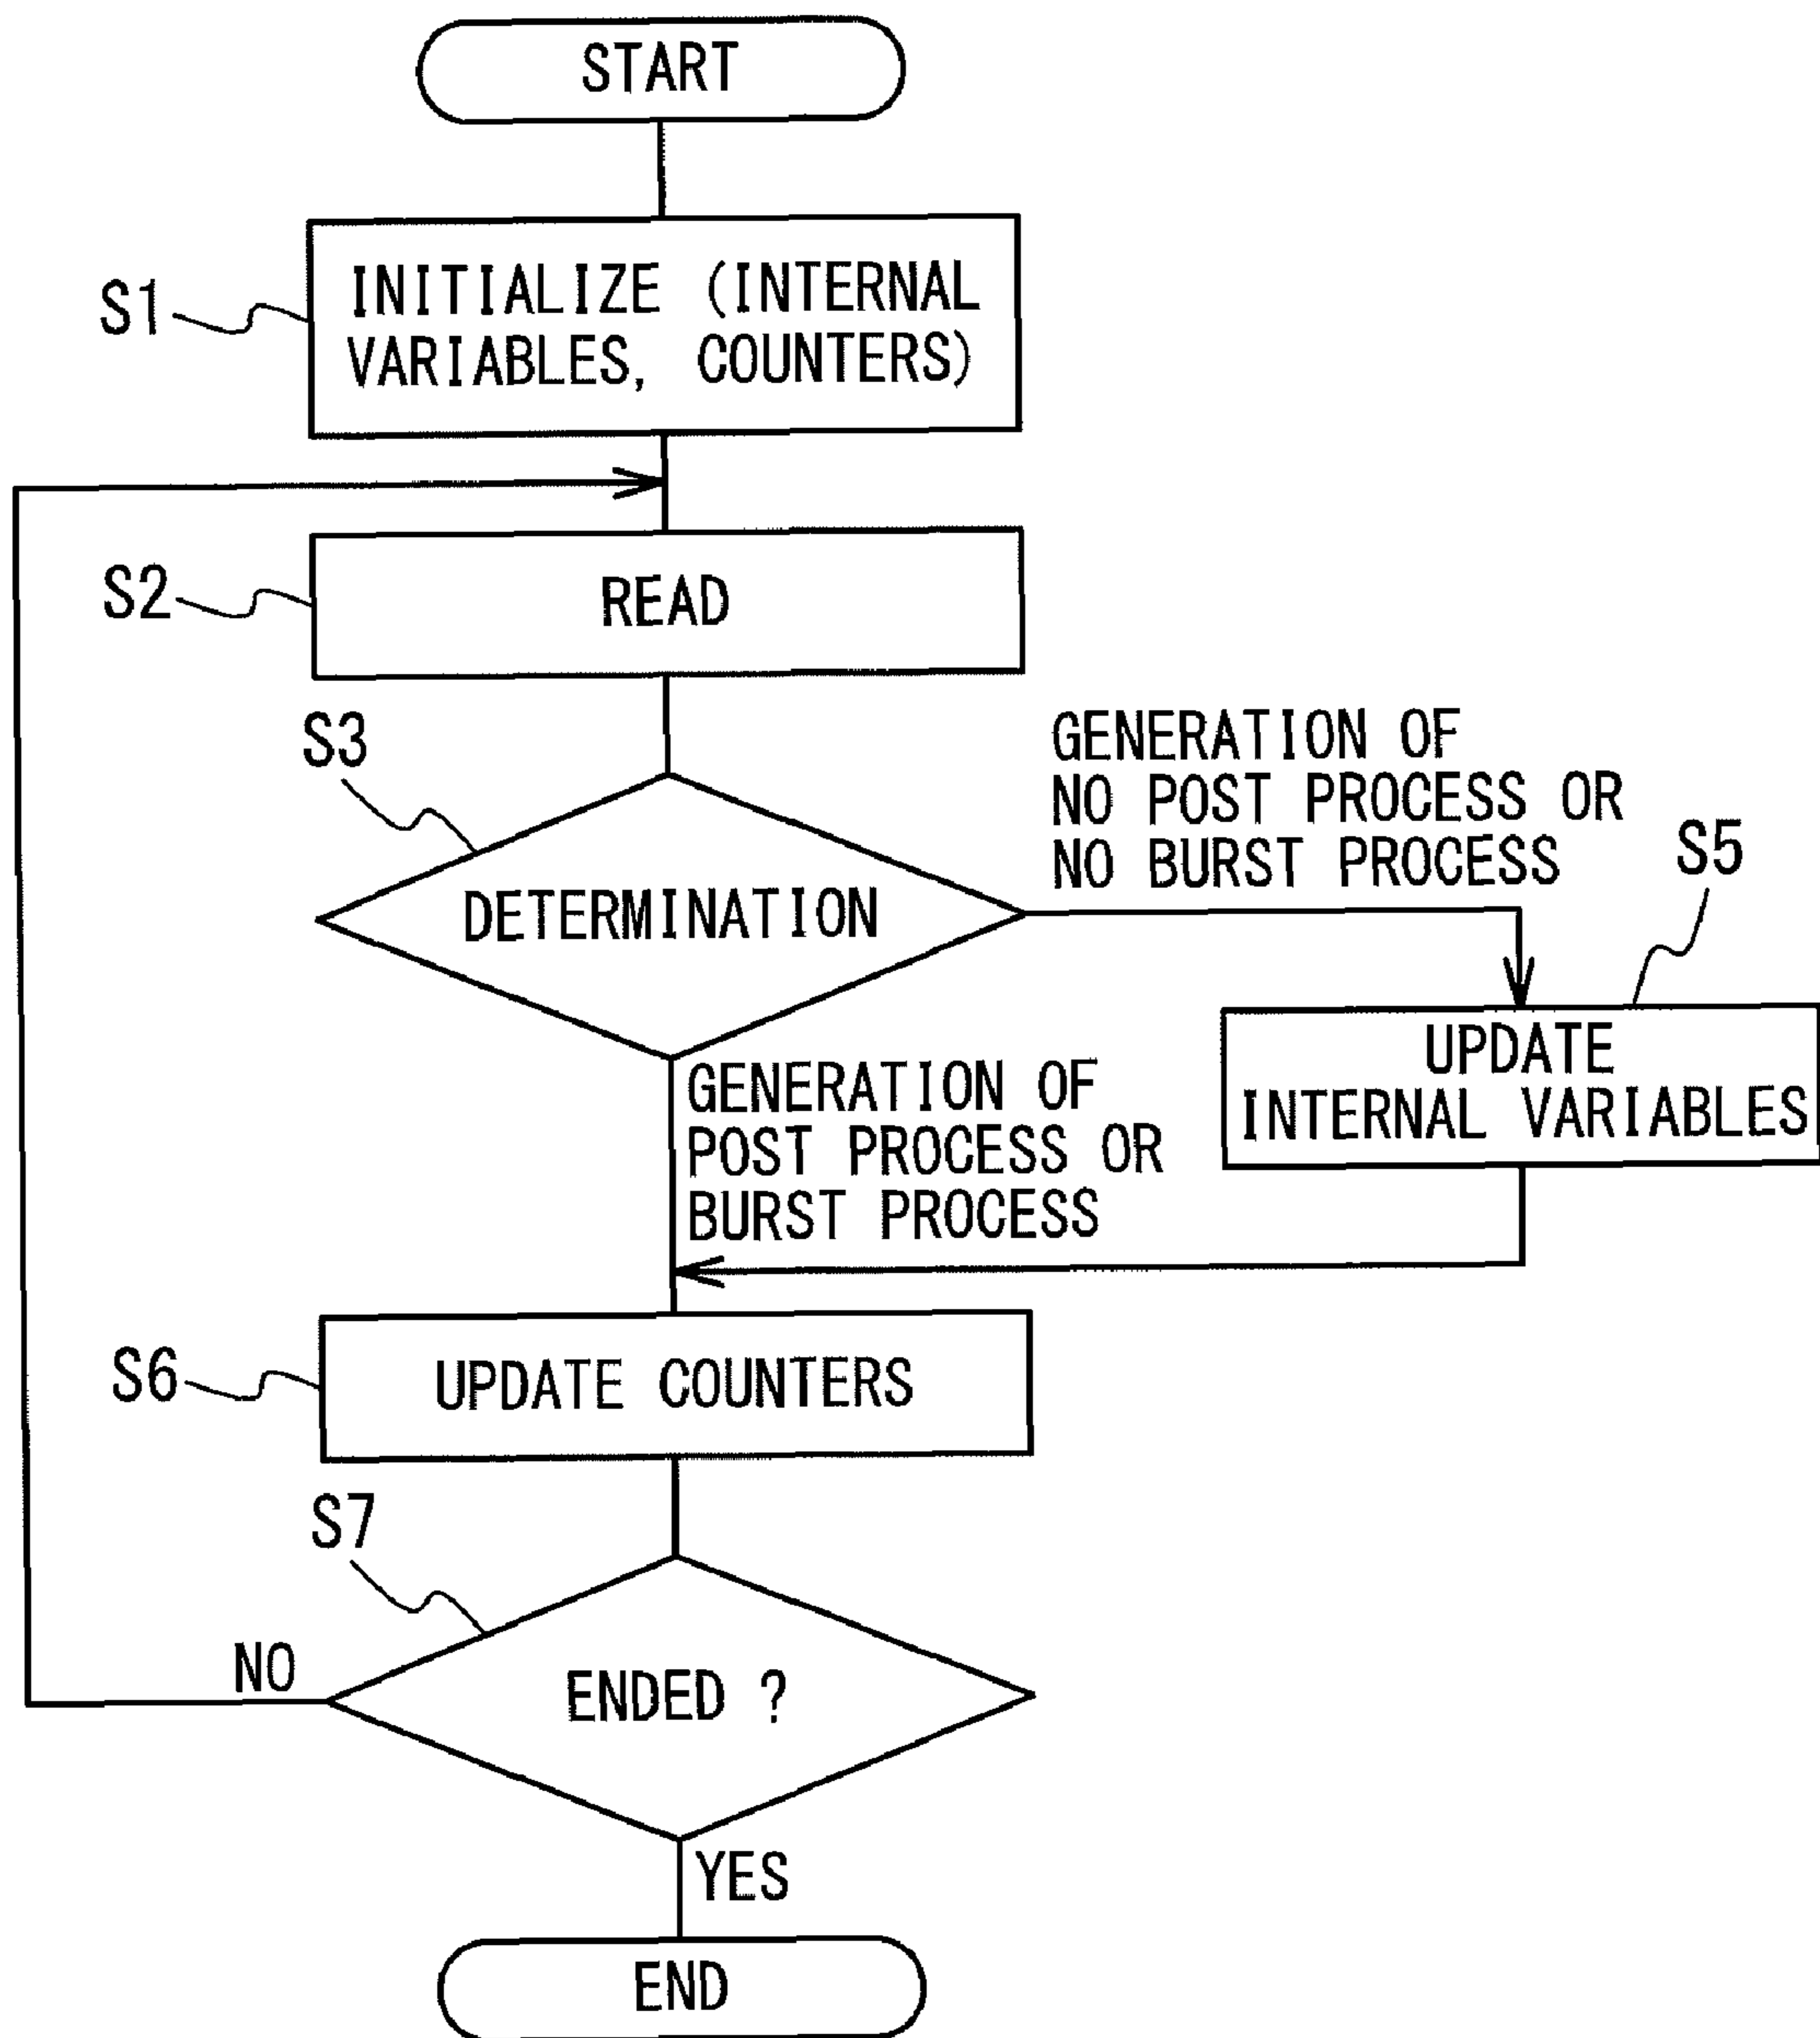 START
S1
INITIALIZE (INTERNAL
VARIABLES, COUNTERS)
S2
READ
S3
GENERATION OF
NO POST PROCESS OR
NO BURST PROCESS
S5
DETERMINATION
UPDATE
INTERNAL VARIABLES
GENERATION OF
POST PROCESS OR
BURST PROCESS
S6
UPDATE COUNTERS
S7
NO
ENDED ?
YES
END